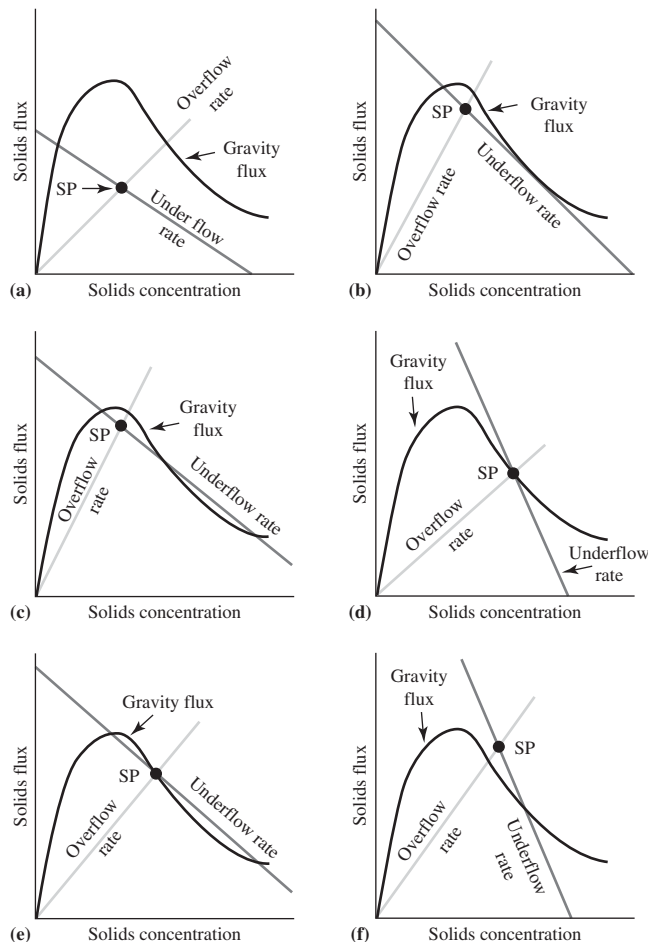 Solids flux
Overflow
rate
Gravity
flux
SP
Under flow
rate
(a)
Solids concentration
Solids flux
SP
Gravity
flux
Overflow rate
Underflow rate
(b)
Solids concentration
Solids flux
Gravity
flux
SP
Overflow
rate
Underflow rate
(c)
Solids concentration
Solids flux
Gravity
flux
SP
Overflow
rate
Underflow
rate
(d)
Solids concentration
Solids flux
Gravity flux
SP
Overflow
rate
Underflow rate
(e)
Solids concentration
Solids flux
Gravity
flux
SP
Overflow
rate
Underflow
rate
(f)
Solids concentration